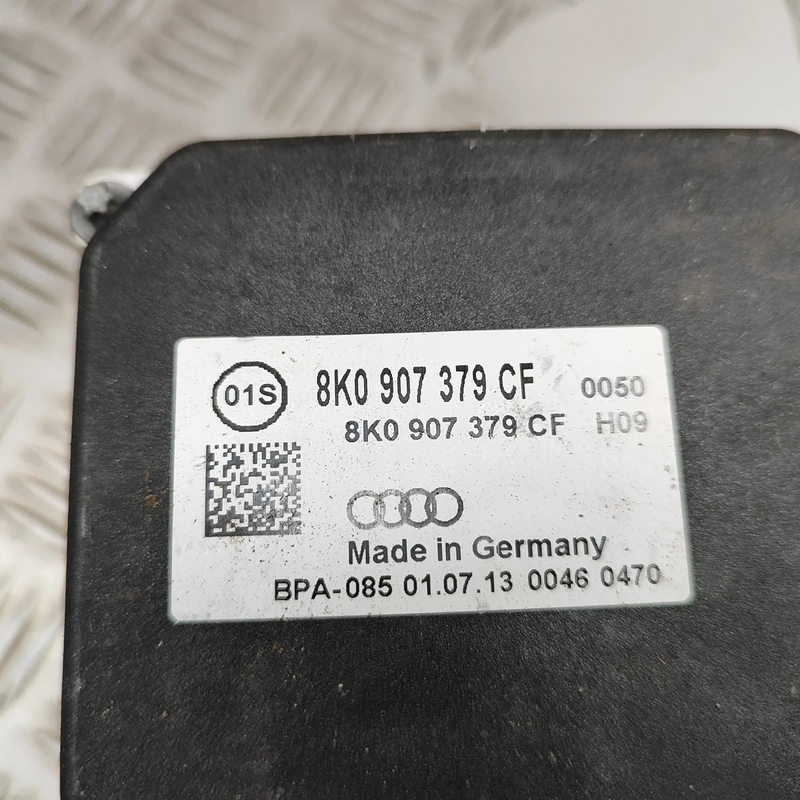 01S 8K0 907 379 CF 0050
8K0 907 379 CF H09
Made in Germany
BPA-085 01.07.13 0046 0470